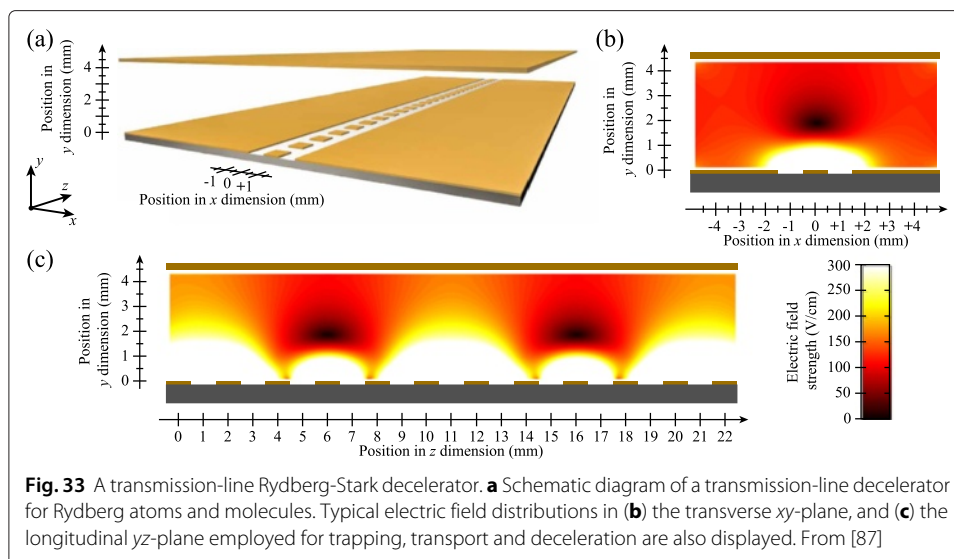 (a)
Position in
y dimension (mm)
4
3
2
1
0
-1 0 +1
Position in x dimension (mm)
y
z
x
(b)
Position in
y dimension (mm)
4
3
2
1
0
-4 -3 -2 -1 0 +1 +2 +3 +4
Position in x dimension (mm)
(c)
Position in
y dimension (mm)
4
3
2
1
0
0 1 2 3 4 5 6 7 8 9 10 11 12 13 14 15 16 17 18 19 20 21 22
Position in z dimension (mm)
Electric field
strength (V/cm)
300
250
200
150
100
50
0
Fig. 33 A transmission-line Rydberg-Stark decelerator. a Schematic diagram of a transmission-line decelerator
for Rydberg atoms and molecules. Typical electric field distributions in (b) the transverse xy-plane, and (c) the
longitudinal yz-plane employed for trapping, transport and deceleration are also displayed. From [87]